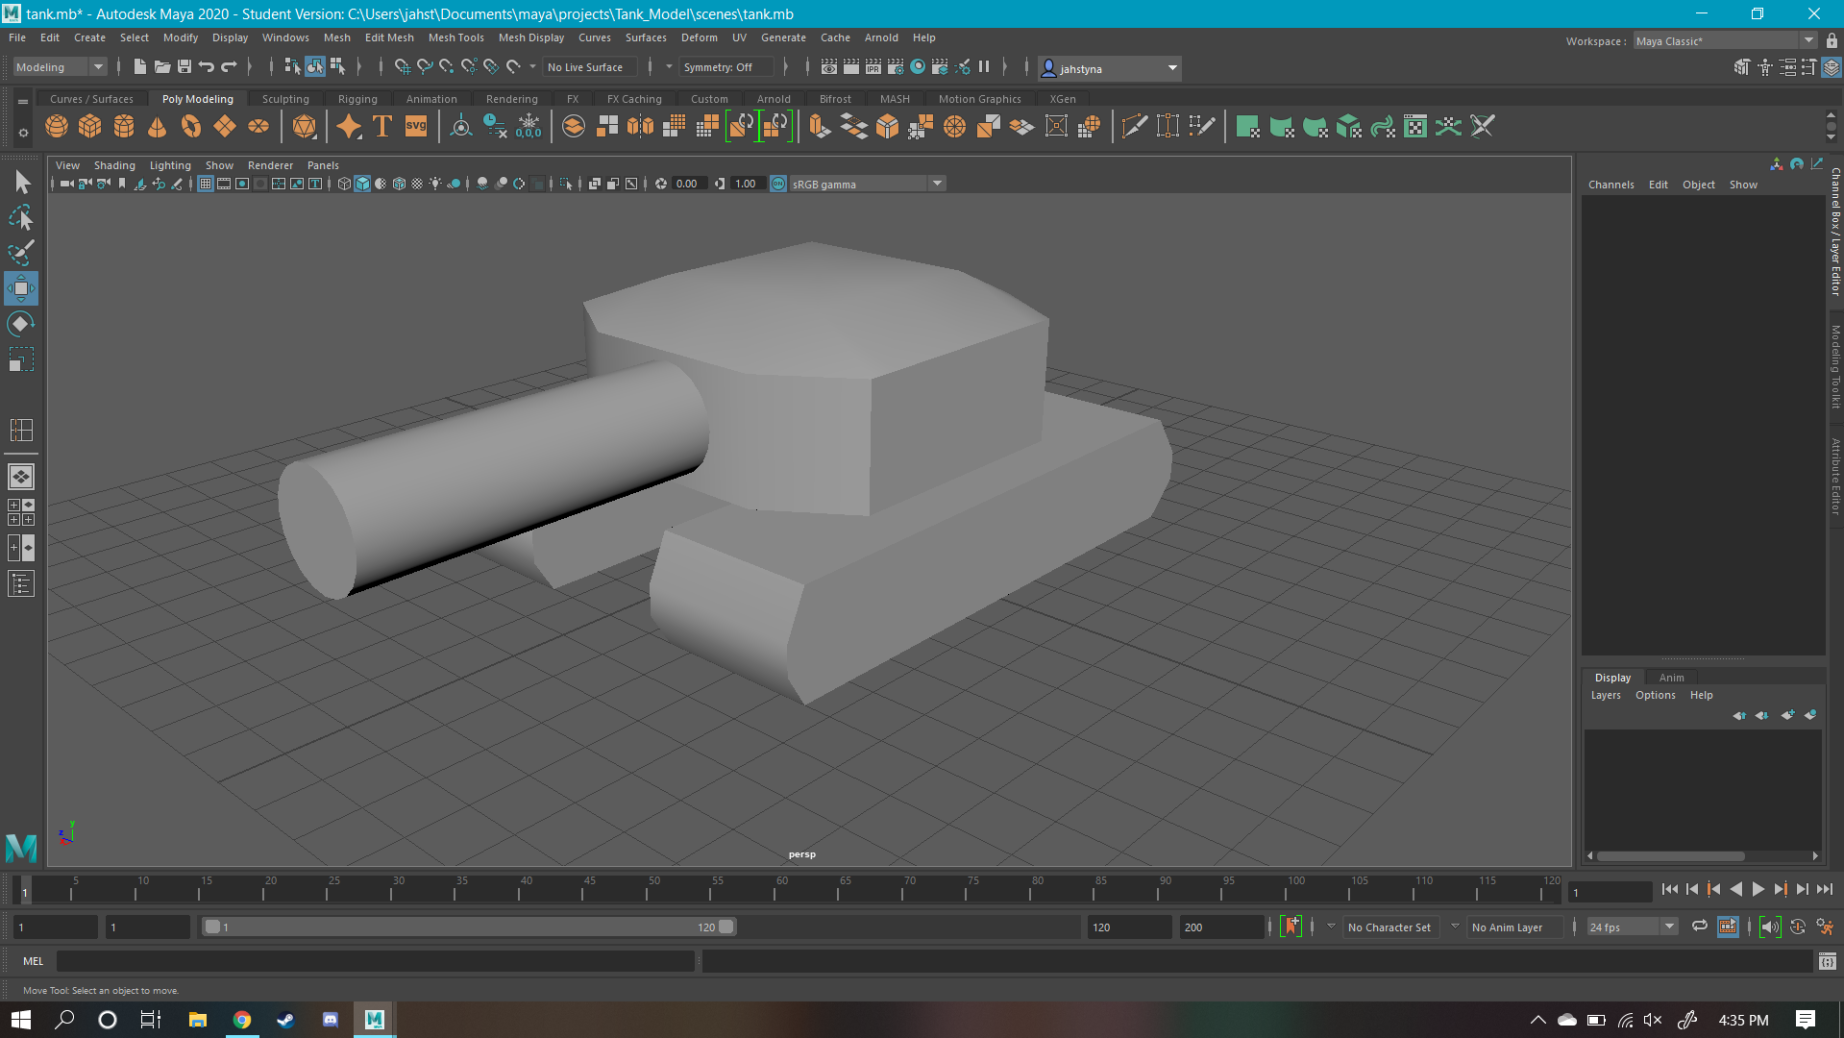 tank.mb* - Autodesk Maya 2020 - Student Version: C:\Users\jahst\Documents\maya\projects\Tank_Model\scenes\tank.mb
File Edit Create Select Modify Display Windows Mesh Edit Mesh Mesh Tools Mesh Display Curves Surfaces Deform UV Generate Cache Arnold Help
Workspace : Maya Classic*
Modeling No Live Surface Symmetry: Off IPR jahstyna
Curves / Surfaces Poly Modeling Sculpting Rigging Animation Rendering FX FX Caching Custom Arnold Bifrost MASH Motion Graphics XGen
T SVG 0,0,0
View Shading Lighting Show Renderer Panels
0.00 1.00 sRGB gamma
Channels Edit Object Show
Channel Box / Layer Editor
Modeling Toolkit
Attribute Editor
Display Anim
Layers Options Help
y
z
persp
1 5 10 15 20 25 30 35 40 45 50 55 60 65 70 75 80 85 90 95 100 105 110 115 120 1
1 1 1 120 120 200 No Character Set No Anim Layer 24 fps
MEL
Move Tool: Select an object to move.
4:35 PM